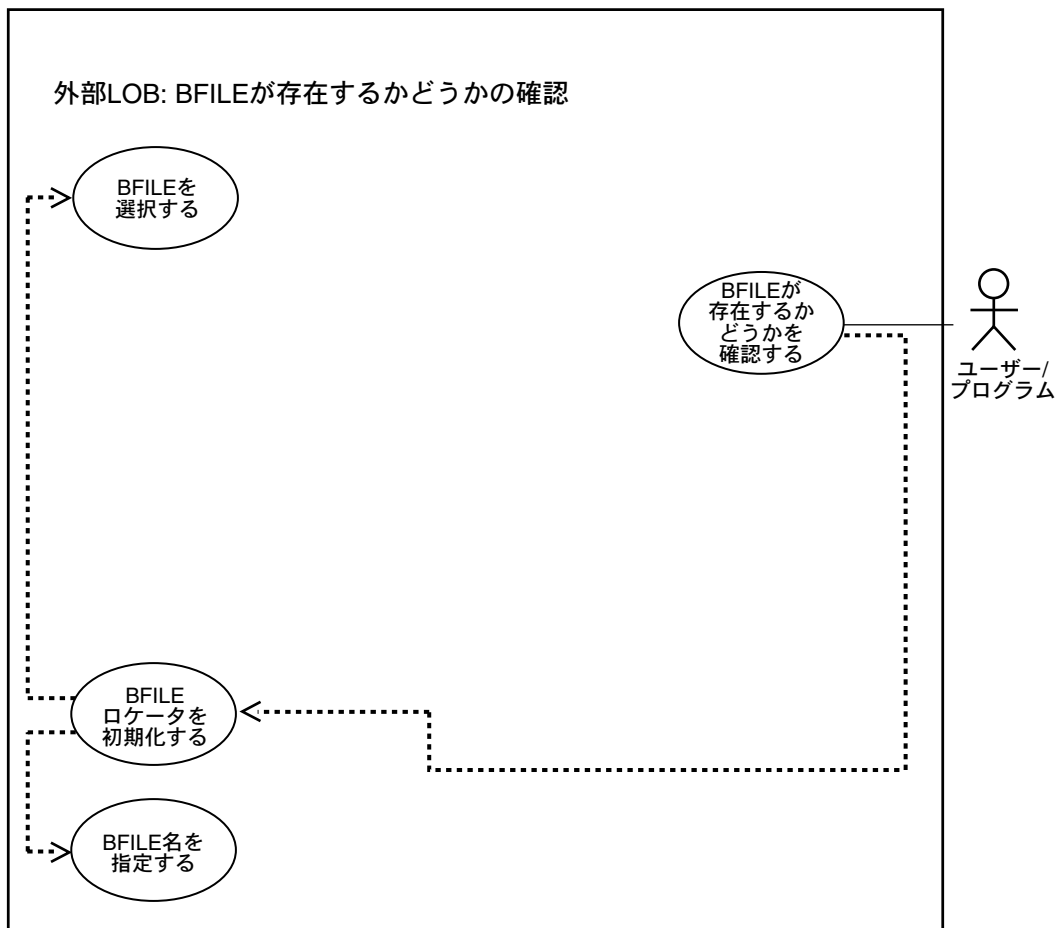 外部LOB: BFILEが存在するかどうかの確認
BFILEを
選択する
BFILEが
存在するか
どうかを
確認する
ユーザー/
プログラム
BFILE
ロケータを
初期化する
BFILE名を
指定する